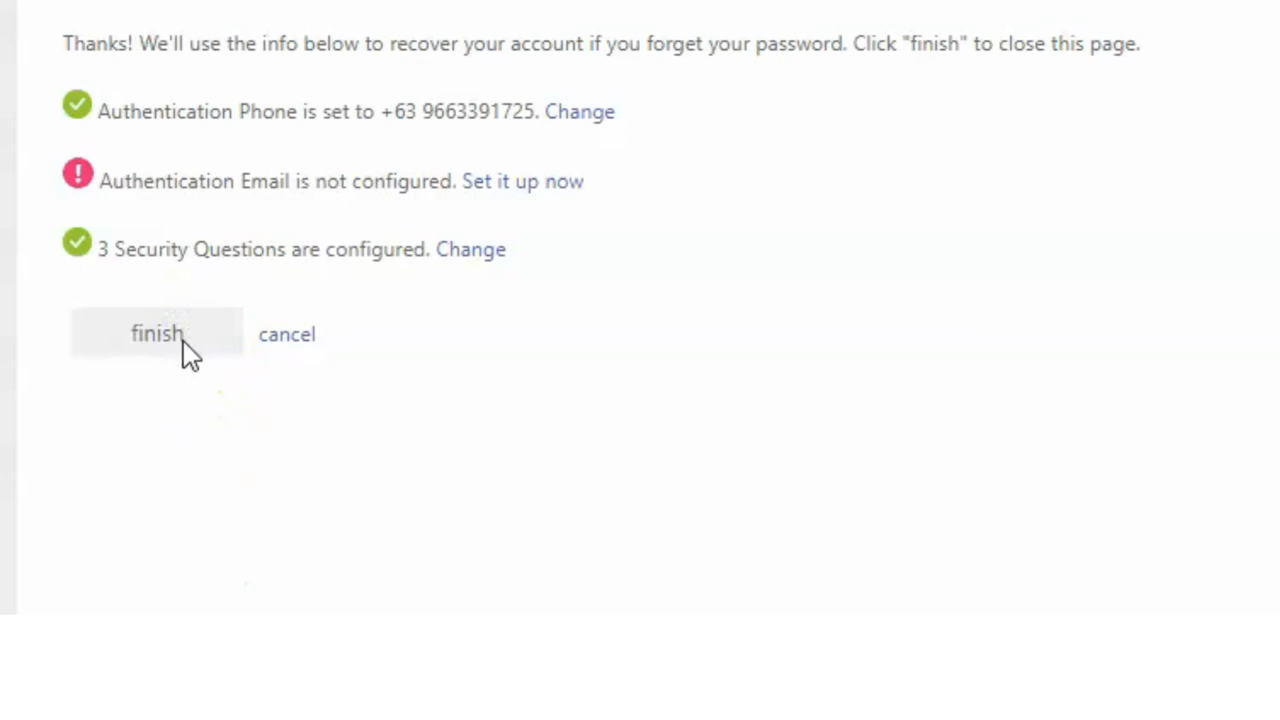 Thanks! We'll use the info below to recover your account if you forget your password. Click "finish" to close this page.
Authentication Phone is set to +63 9663391725. Change
Authentication Email is not configured. Set it up now
3 Security Questions are configured. Change
finish cancel